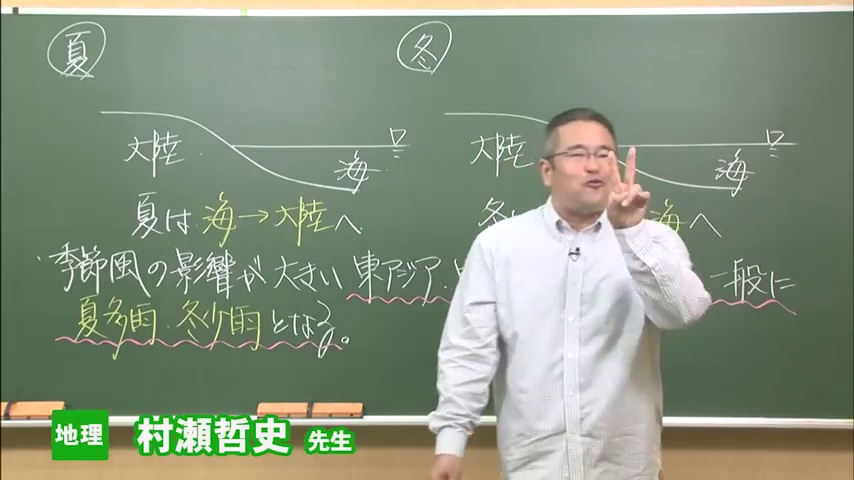 夏
冬
大陸
海
大陸
海
夏は 海→大陸へ
冬 海へ
・季節風の影響が大きい東アジア・ 一般に
夏多雨・冬少雨となる。
地理 村瀬哲史 先生